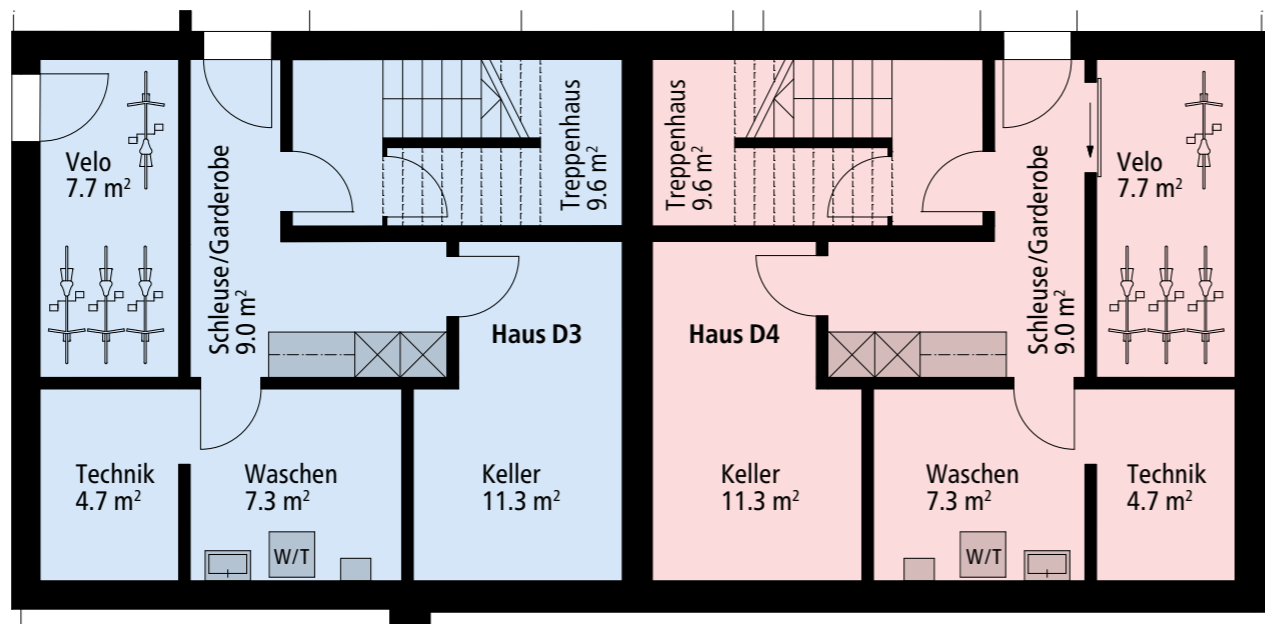 Velo
7.7 m²
Schleuse/Garderobe
9.0 m²
Treppenhaus
9.6 m²
Haus D3
Technik
4.7 m²
Waschen
7.3 m²
W/T
Keller
11.3 m²
Treppenhaus
9.6 m²
Haus D4
Schleuse/Garderobe
9.0 m²
Velo
7.7 m²
Keller
11.3 m²
Waschen
7.3 m²
W/T
Technik
4.7 m²